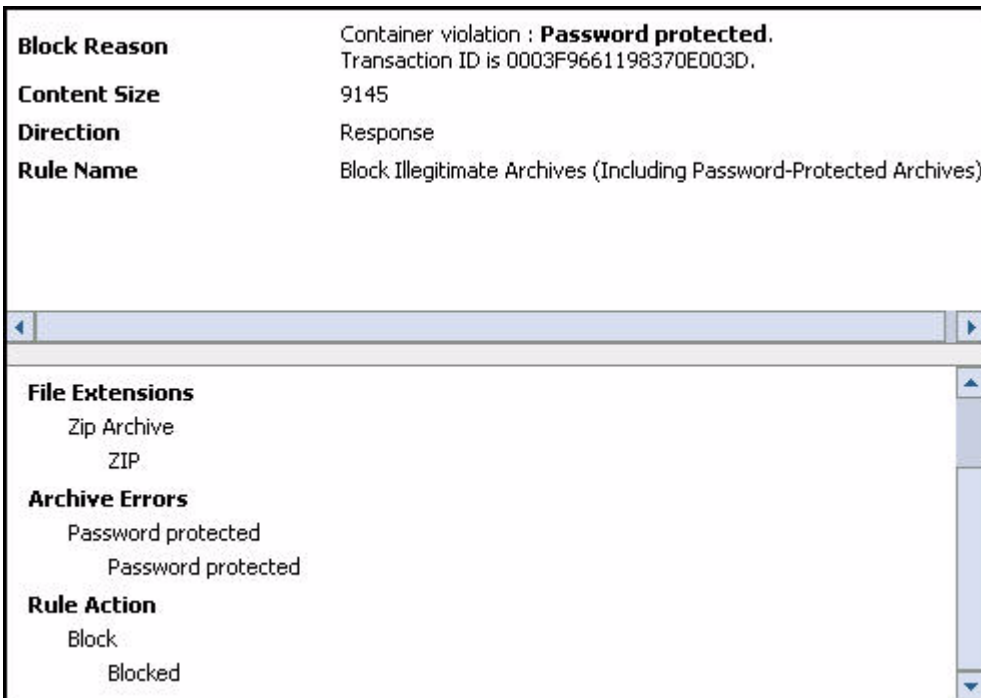 Block Reason Container violation : Password protected.
Transaction ID is 0003F9661198370E003D.
Content Size 9145
Direction Response
Rule Name Block Illegitimate Archives (Including Password-Protected Archives)
File Extensions
Zip Archive
ZIP
Archive Errors
Password protected
Password protected
Rule Action
Block
Blocked